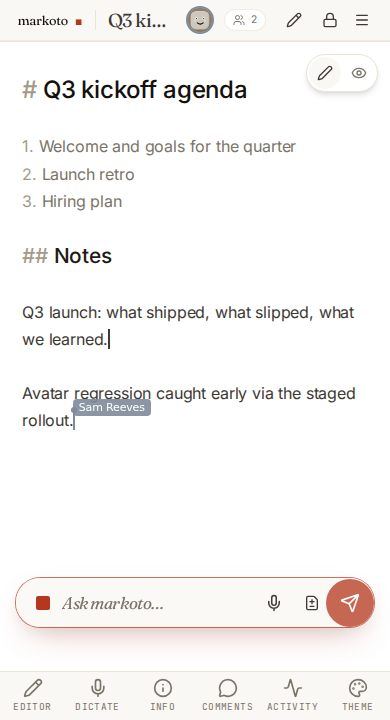 markoto
Q3 ki...
2
# Q3 kickoff agenda
1. Welcome and goals for the quarter
2. Launch retro
3. Hiring plan
## Notes
Q3 launch: what shipped, what slipped, what
we learned.
Avatar regression caught early via the staged
Sam Reeves
rollout.
Ask markoto...
EDITOR
DICTATE
INFO
COMMENTS
ACTIVITY
THEME